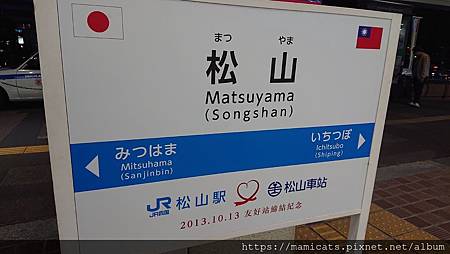 まつ やま
松 山
Matsuyama
(Songshan)
みつはま いちつぼ
Mitsuhama Ichitsubo
(Sanjinbin) (Shiping)
JR 松山駅 松山車站
JR四国
2013.10.13 友好站締結紀念
https://mamicats.pixnet.net/album